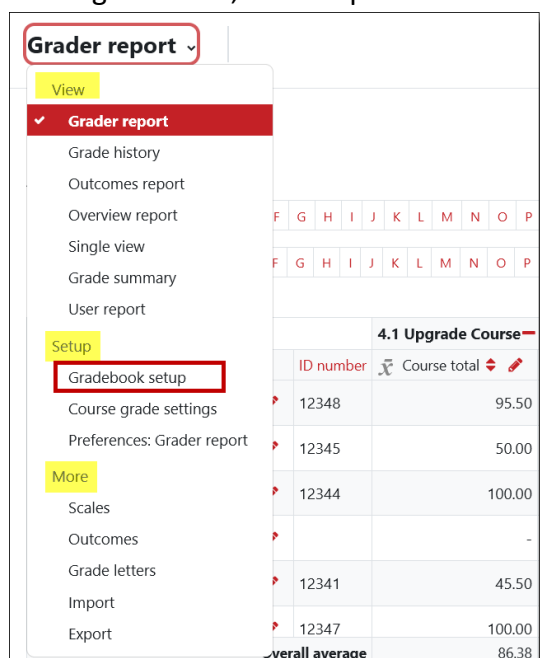 Grader report
View
Grader report
Grade history
Outcomes report
Overview report
F G H I J K L M N O P
Single view
F G H I J K L M N O P
Grade summary
User report
4.1 Upgrade Course
Setup
ID number x̄ Course total
Gradebook setup
Course grade settings
12348 95.50
Preferences: Grader report
12345 50.00
More
12344 100.00
Scales
Outcomes
-
Grade letters
12341 45.50
Import
Export
12347 100.00
average 86.38